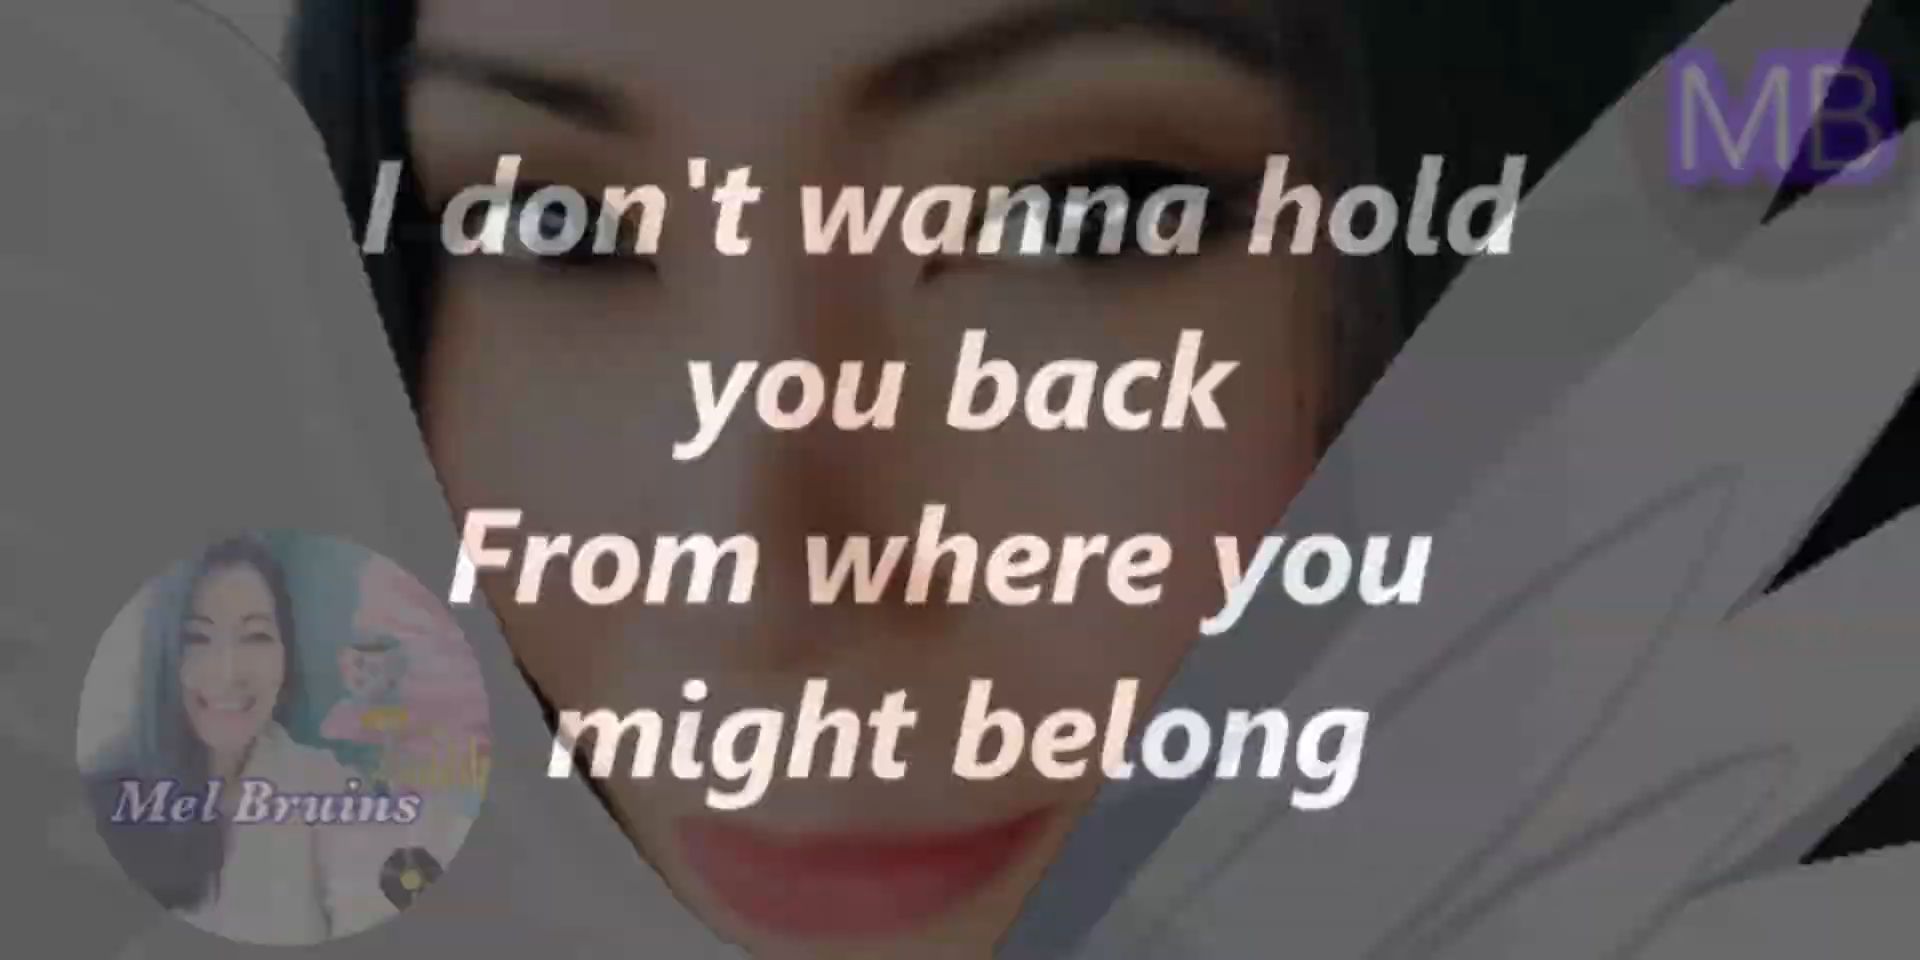 MB
I don't wanna hold
you back
From where you
might belong
Mel Bruins